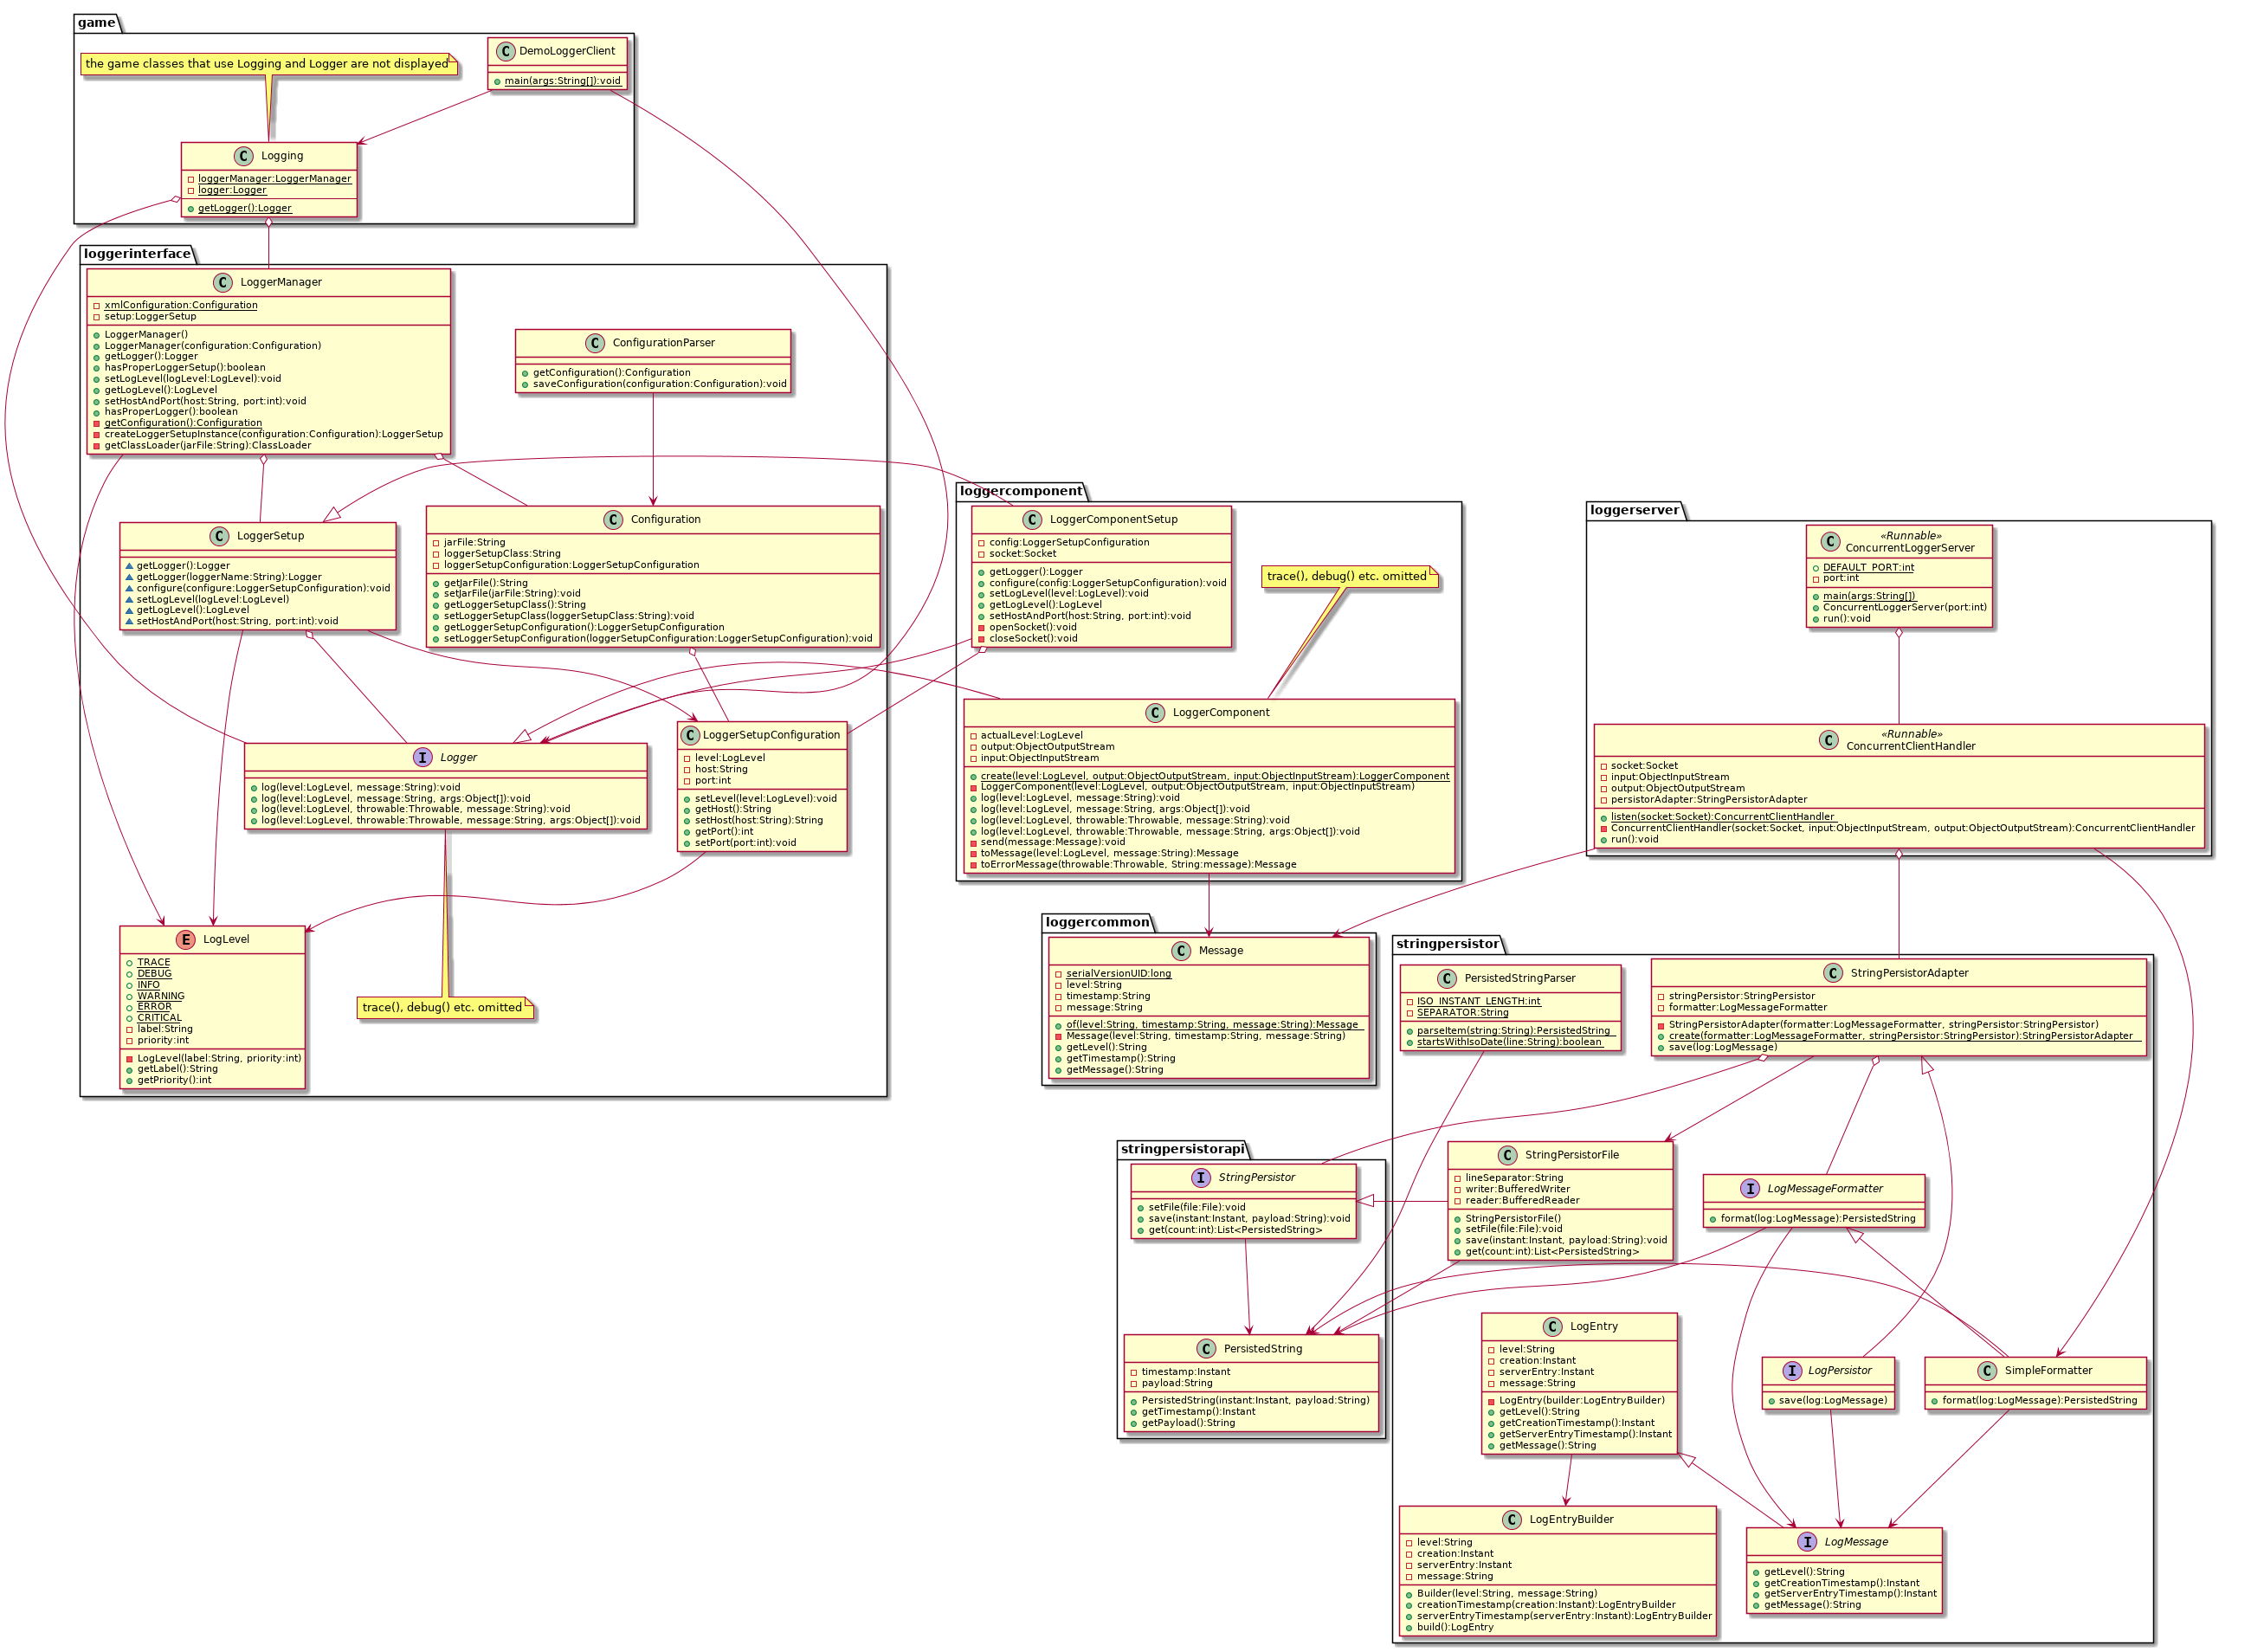 game
the game classes that use Logging and Logger are not displayed
C DemoLoggerClient
main(args:String[]):void
C Logging
loggerManager:LoggerManager
logger:Logger
getLogger():Logger
loggerinterface
C LoggerManager
xmlConfiguration:Configuration
setup:LoggerSetup
LoggerManager()
LoggerManager(configuration:Configuration)
getLogger():Logger
hasProperLoggerSetup():boolean
setLogLevel(logLevel:LogLevel):void
getLogLevel():LogLevel
setHostAndPort(host:String, port:int):void
hasProperLogger():boolean
getConfiguration():Configuration
createLoggerSetupInstance(configuration:Configuration):LoggerSetup
getClassLoader(jarFile:String):ClassLoader
C ConfigurationParser
getConfiguration():Configuration
saveConfiguration(configuration:Configuration):void
C LoggerSetup
getLogger():Logger
getLogger(loggerName:String):Logger
configure(configure:LoggerSetupConfiguration):void
setLogLevel(logLevel:LogLevel)
getLogLevel():LogLevel
setHostAndPort(host:String, port:int):void
C Configuration
jarFile:String
loggerSetupClass:String
loggerSetupConfiguration:LoggerSetupConfiguration
getJarFile():String
setJarFile(jarFile:String):void
getLoggerSetupClass():String
setLoggerSetupClass(loggerSetupClass:String):void
getLoggerSetupConfiguration():LoggerSetupConfiguration
setLoggerSetupConfiguration(loggerSetupConfiguration:LoggerSetupConfiguration):void
I Logger
log(level:LogLevel, message:String):void
log(level:LogLevel, message:String, args:Object[]):void
log(level:LogLevel, throwable:Throwable, message:String):void
log(level:LogLevel, throwable:Throwable, message:String, args:Object[]):void
C LoggerSetupConfiguration
level:LogLevel
host:String
port:int
setLevel(level:LogLevel):void
getHost():String
setHost(host:String):String
getPort():int
setPort(port:int):void
E LogLevel
TRACE
DEBUG
INFO
WARNING
ERROR
CRITICAL
label:String
priority:int
LogLevel(label:String, priority:int)
getLabel():String
getPriority():int
trace(), debug() etc. omitted
loggercomponent
C LoggerComponentSetup
config:LoggerSetupConfiguration
socket:Socket
getLogger():Logger
configure(config:LoggerSetupConfiguration):void
setLogLevel(level:LogLevel):void
getLogLevel():LogLevel
setHostAndPort(host:String, port:int):void
openSocket():void
closeSocket():void
trace(), debug() etc. omitted
C LoggerComponent
actualLevel:LogLevel
output:ObjectOutputStream
input:ObjectInputStream
create(level:LogLevel, output:ObjectOutputStream, input:ObjectInputStream):LoggerComponent
LoggerComponent(level:LogLevel, output:ObjectOutputStream, input:ObjectInputStream)
log(level:LogLevel, message:String):void
log(level:LogLevel, message:String, args:Object[]):void
log(level:LogLevel, throwable:Throwable, message:String):void
log(level:LogLevel, throwable:Throwable, message:String, args:Object[]):void
send(message:Message):void
toMessage(level:LogLevel, message:String):Message
toErrorMessage(throwable:Throwable, String:message):Message
loggerserver
«Runnable»
C ConcurrentLoggerServer
DEFAULT_PORT:int
port:int
main(args:String[])
ConcurrentLoggerServer(port:int)
run():void
«Runnable»
C ConcurrentClientHandler
socket:Socket
input:ObjectInputStream
output:ObjectOutputStream
persistorAdapter:StringPersistorAdapter
listen(socket:Socket):ConcurrentClientHandler
ConcurrentClientHandler(socket:Socket, input:ObjectInputStream, output:ObjectOutputStream):ConcurrentClientHandler
run():void
loggercommon
C Message
serialVersionUID:long
level:String
timestamp:String
message:String
of(level:String, timestamp:String, message:String):Message
Message(level:String, timestamp:String, message:String)
getLevel():String
getTimestamp():String
getMessage():String
stringpersistor
C PersistedStringParser
ISO_INSTANT_LENGTH:int
SEPARATOR:String
parseItem(string:String):PersistedString
startsWithIsoDate(line:String):boolean
C StringPersistorAdapter
stringPersistor:StringPersistor
formatter:LogMessageFormatter
StringPersistorAdapter(formatter:LogMessageFormatter, stringPersistor:StringPersistor)
create(formatter:LogMessageFormatter, stringPersistor:StringPersistor):StringPersistorAdapter
save(log:LogMessage)
stringpersistorapi
I StringPersistor
setFile(file:File):void
save(instant:Instant, payload:String):void
get(count:int):List<PersistedString>
C StringPersistorFile
lineSeparator:String
writer:BufferedWriter
reader:BufferedReader
StringPersistorFile()
setFile(file:File):void
save(instant:Instant, payload:String):void
get(count:int):List<PersistedString>
I LogMessageFormatter
format(log:LogMessage):PersistedString
C PersistedString
timestamp:Instant
payload:String
PersistedString(instant:Instant, payload:String)
getTimestamp():Instant
getPayload():String
C LogEntry
level:String
creation:Instant
serverEntry:Instant
message:String
LogEntry(builder:LogEntryBuilder)
getLevel():String
getCreationTimestamp():Instant
getServerEntryTimestamp():Instant
getMessage():String
I LogPersistor
save(log:LogMessage)
C SimpleFormatter
format(log:LogMessage):PersistedString
C LogEntryBuilder
level:String
creation:Instant
serverEntry:Instant
message:String
Builder(level:String, message:String)
creationTimestamp(creation:Instant):LogEntryBuilder
serverEntryTimestamp(serverEntry:Instant):LogEntryBuilder
build():LogEntry
I LogMessage
getLevel():String
getCreationTimestamp():Instant
getServerEntryTimestamp():Instant
getMessage():String